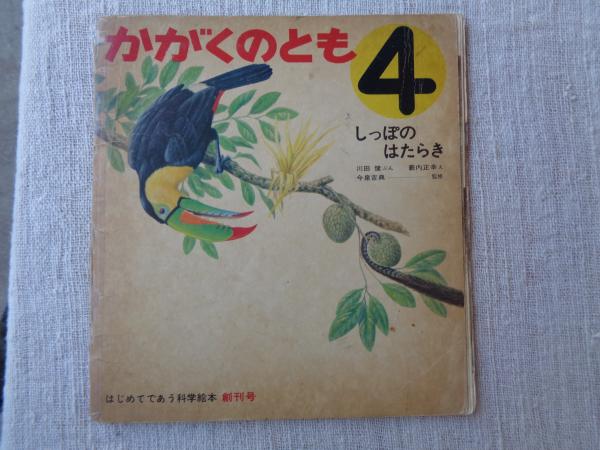 かがくのとも
4
しっぽの
はたらき
川田 健ぶん 薮内正幸え
今泉吉典 監修
はじめてであう科学絵本 創刊号